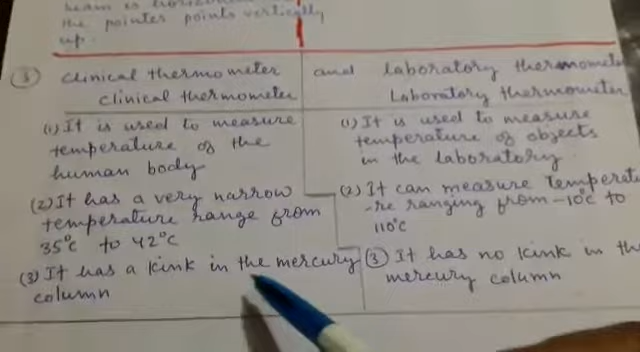 beam is
the pointer points vertically
up.
③ Clinical thermometer and laboratory thermometer
Clinical thermometer
(1) It is used to measure
temperature of the
human body
(2) It has a very narrow
temperature range from
35°c to 42°c
(3) It has a kink in the mercury
column
Laboratory thermometer
(1) It is used to measure
temperature of objects
in the laboratory.
(2) It can measure temperatu
-re ranging from -10°c to
110°c
③ It has no kink in the
mercury column